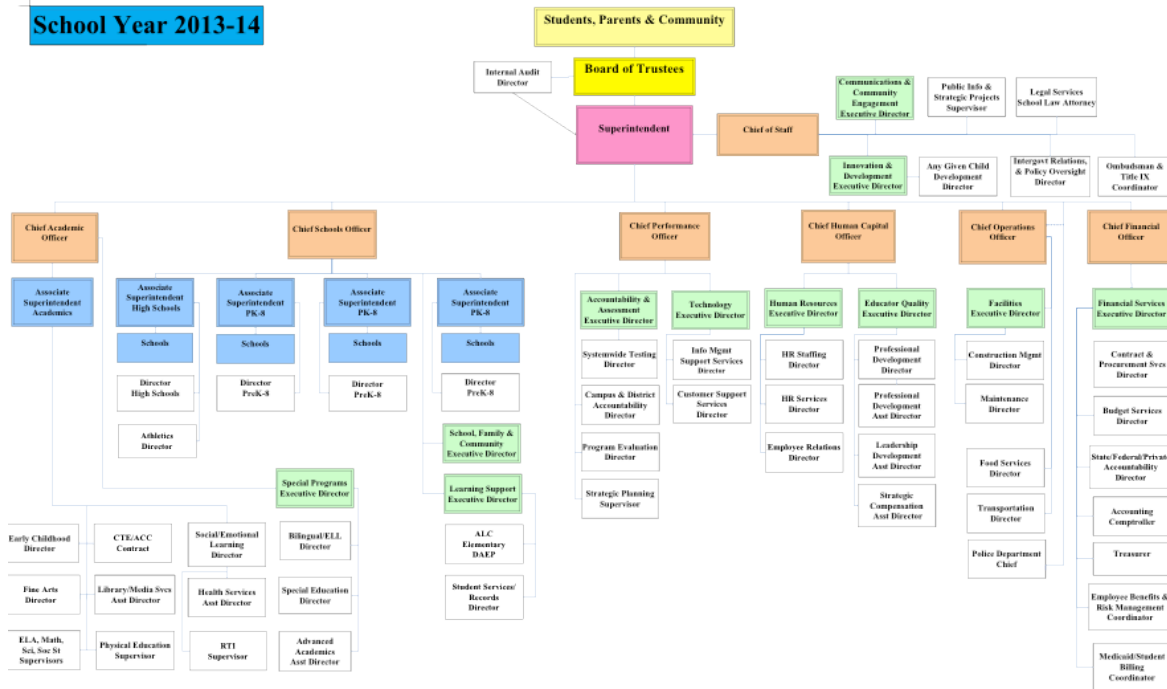 School Year 2013-14
Students, Parents & Community
Internal Audit
Director
Board of Trustees
Superintendent
Chief of Staff
Communications &
Community
Engagement
Executive Director
Public Info &
Strategic Projects
Supervisor
Legal Services
School Law Attorney
Innovation &
Development
Executive Director
Any Given Child
Development
Director
Intergovt Relations,
& Policy Oversight
Director
Ombudsman &
Title IX
Coordinator
Chief Academic
Officer
Chief Schools Officer
Chief Performance
Officer
Chief Human Capital
Officer
Chief Operations
Officer
Chief Financial
Officer
Associate
Superintendent
Academics
Associate
Superintendent
High Schools
Associate
Superintendent
PK-8
Associate
Superintendent
PK-8
Associate
Superintendent
PK-8
Accountability &
Assessment
Executive Director
Technology
Executive Director
Human Resources
Executive Director
Educator Quality
Executive Director
Facilities
Executive Director
Financial Services
Executive Director
Schools
Schools
Schools
Schools
Systemwide Testing
Director
Info Mgmt
Support Services
Director
HR Staffing
Director
Professional
Development
Director
Construction Mgmt
Director
Contract &
Procurement Svcs
Director
Director
High Schools
Director
PreK-8
Director
PreK-8
Director
PreK-8
Campus & District
Accountability
Director
Customer Support
Services
Director
HR Services
Director
Professional
Development
Asst Director
Maintenance
Director
Budget Services
Director
Athletics
Director
School, Family &
Community
Executive Director
Program Evaluation
Director
Employee Relations
Director
Leadership
Development
Asst Director
Food Services
Director
State/Federal/Private
Accountability
Director
Special Programs
Executive Director
Learning Support
Executive Director
Strategic Planning
Supervisor
Strategic
Compensation
Asst Director
Transportation
Director
Accounting
Comptroller
Early Childhood
Director
CTE/ACC
Contract
Social/Emotional
Learning
Director
Bilingual/ELL
Director
ALC
Elementary
DAEP
Police Department
Chief
Treasurer
Fine Arts
Director
Library/Media Svcs
Asst Director
Health Services
Asst Director
Special Education
Director
Student Services/
Records
Director
Employee Benefits &
Risk Management
Coordinator
ELA, Math,
Sci, Soc St
Supervisors
Physical Education
Supervisor
RTI
Supervisor
Advanced
Academics
Asst Director
Medicaid/Student
Billing
Coordinator